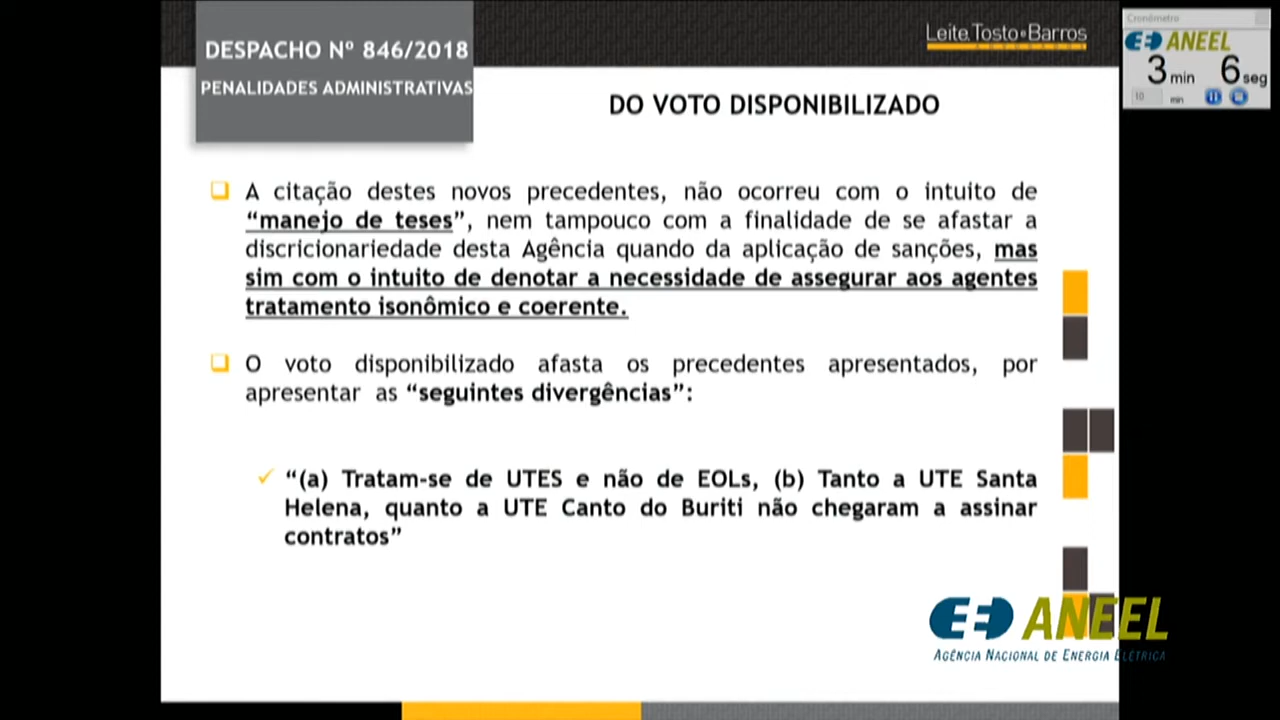 DESPACHO Nº 846/2018
PENALIDADES ADMINISTRATIVAS
Leite, Tosto e Barros
ADVOGADOS
Cronômetro
ANEEL
3 min 6 seg
10 min
DO VOTO DISPONIBILIZADO
A citação destes novos precedentes, não ocorreu com o intuito de
“manejo de teses”, nem tampouco com a finalidade de se afastar a
discricionariedade desta Agência quando da aplicação de sanções, mas
sim com o intuito de denotar a necessidade de assegurar aos agentes
tratamento isonômico e coerente.
O voto disponibilizado afasta os precedentes apresentados, por
apresentar as “seguintes divergências”:
“(a) Tratam-se de UTES e não de EOLs, (b) Tanto a UTE Santa
Helena, quanto a UTE Canto do Buriti não chegaram a assinar
contratos”
ANEEL
AGÊNCIA NACIONAL DE ENERGIA ELÉTRICA